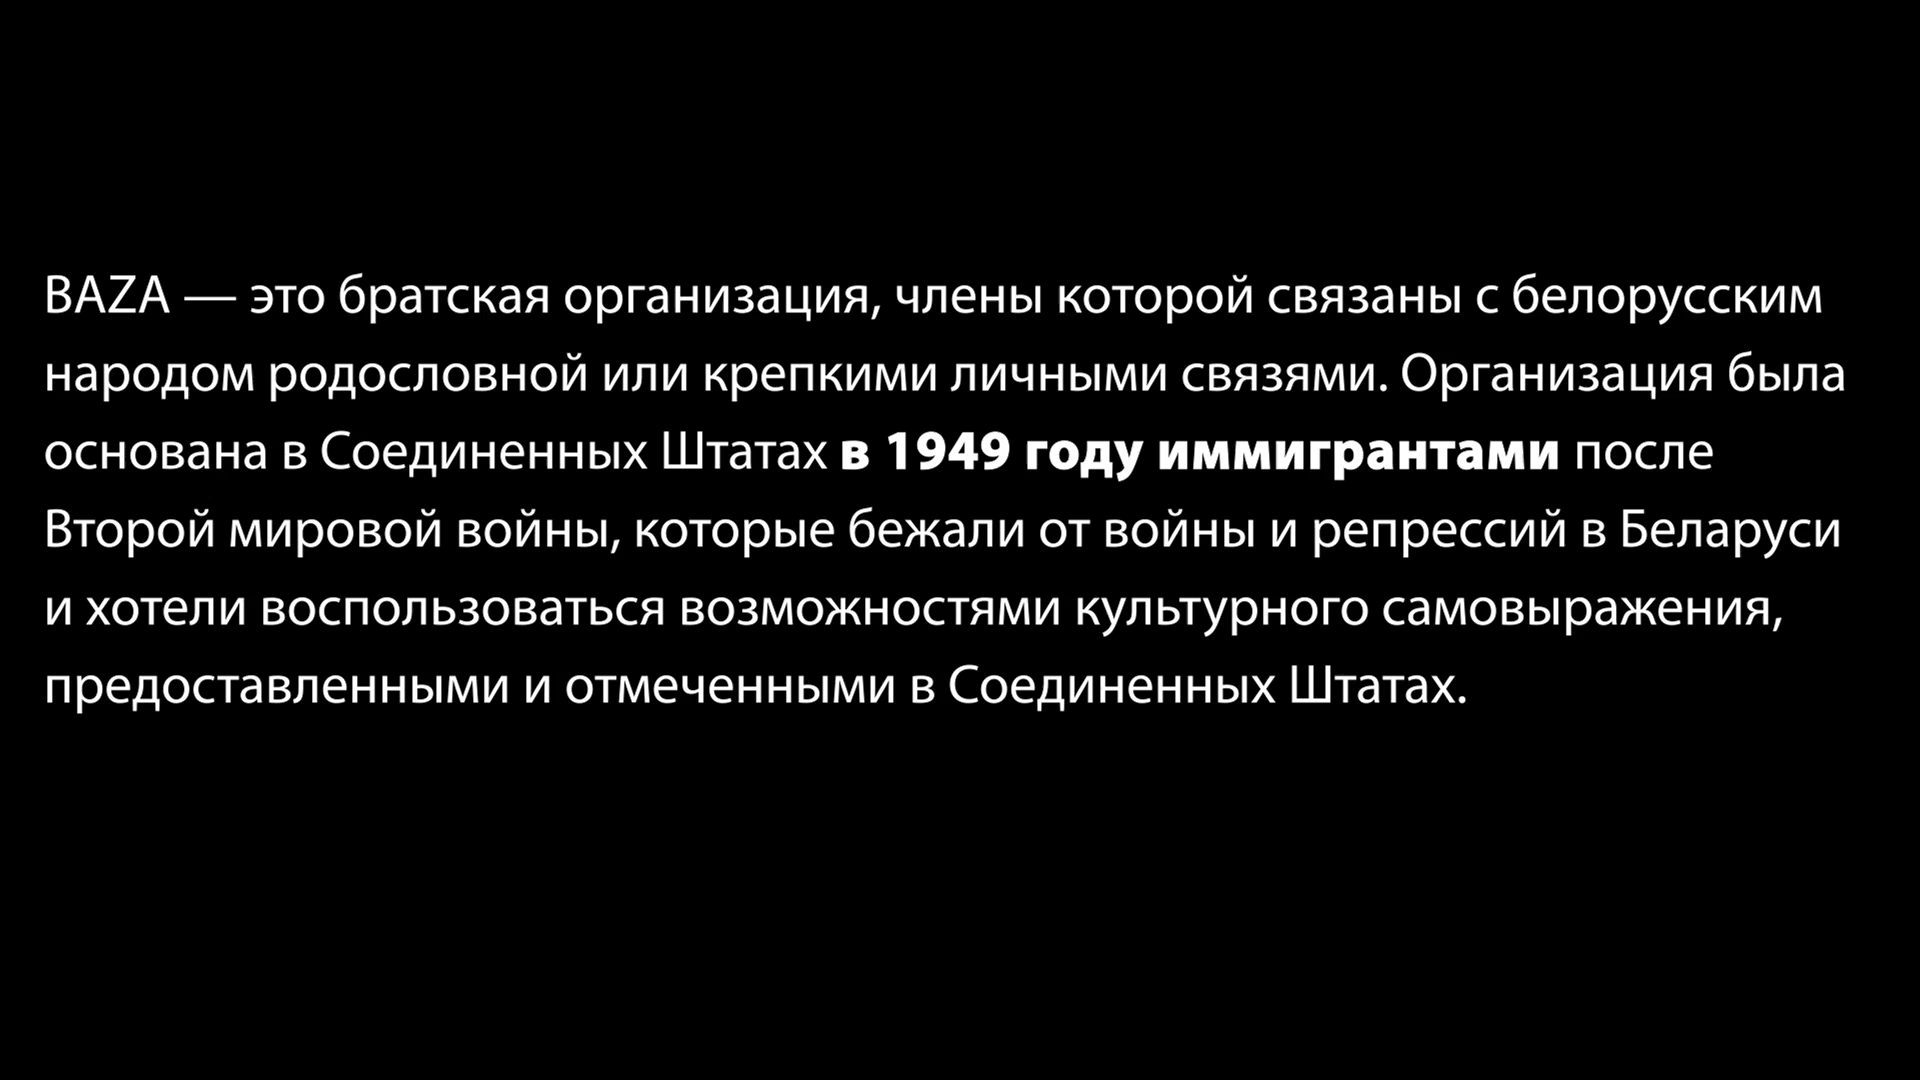 BAZA — это братская организация, члены которой связаны с белорусским
народом родословной или крепкими личными связями. Организация была
основана в Соединенных Штатах в 1949 году иммигрантами после
Второй мировой войны, которые бежали от войны и репрессий в Беларуси
и хотели воспользоваться возможностями культурного самовыражения,
предоставленными и отмеченными в Соединенных Штатах.